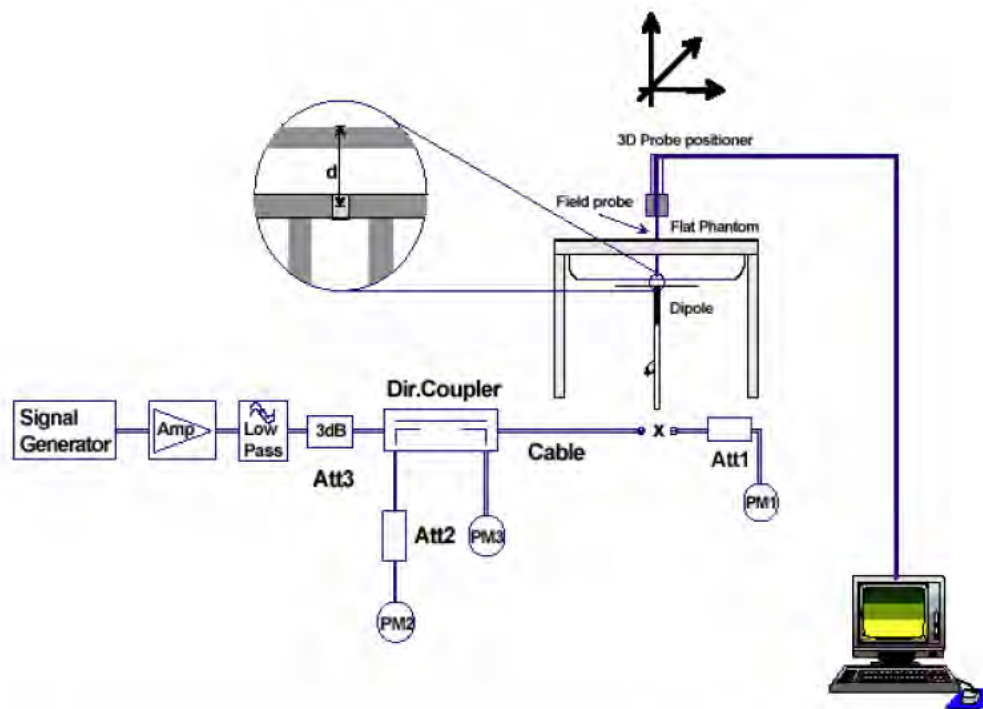 3D Probe positioner
d
Field probe
Flat Phantom
Dipole
Dir.Coupler
Signal
Generator
Amp
Low
Pass
3dB
Att3
Cable
x
Att1
PM1
Att2
PM3
PM2